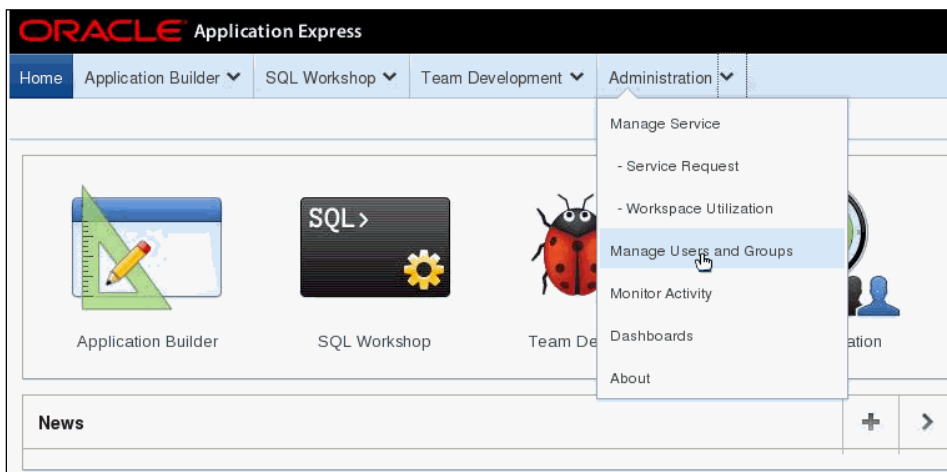 ORACLE Application Express
Home Application Builder SQL Workshop Team Development Administration
Manage Service
- Service Request
- Workspace Utilization
Manage Users and Groups
Monitor Activity
Dashboards
About
SQL>
Application Builder SQL Workshop Team De ation
News